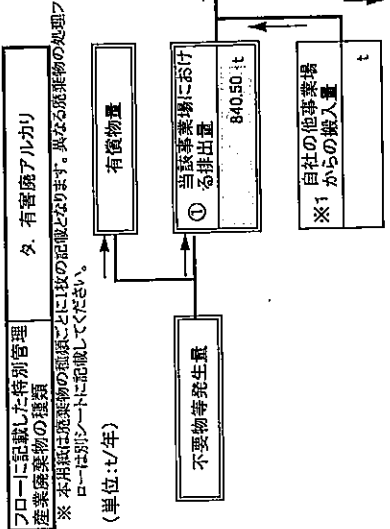 フローに記載した特別管理
産業廃棄物の種類
タ. 有害廃アルカリ
※ 本用紙は廃棄物の種類ごとに1枚の記載となります。異なる廃棄物の処理フ
ローは別シートに記載してください。
(単位:t/年)
有償物量
不要物等発生量
① 当該事業場におけ
る排出量
840.50 t
※1 自社の他事業場
からの搬入量
t